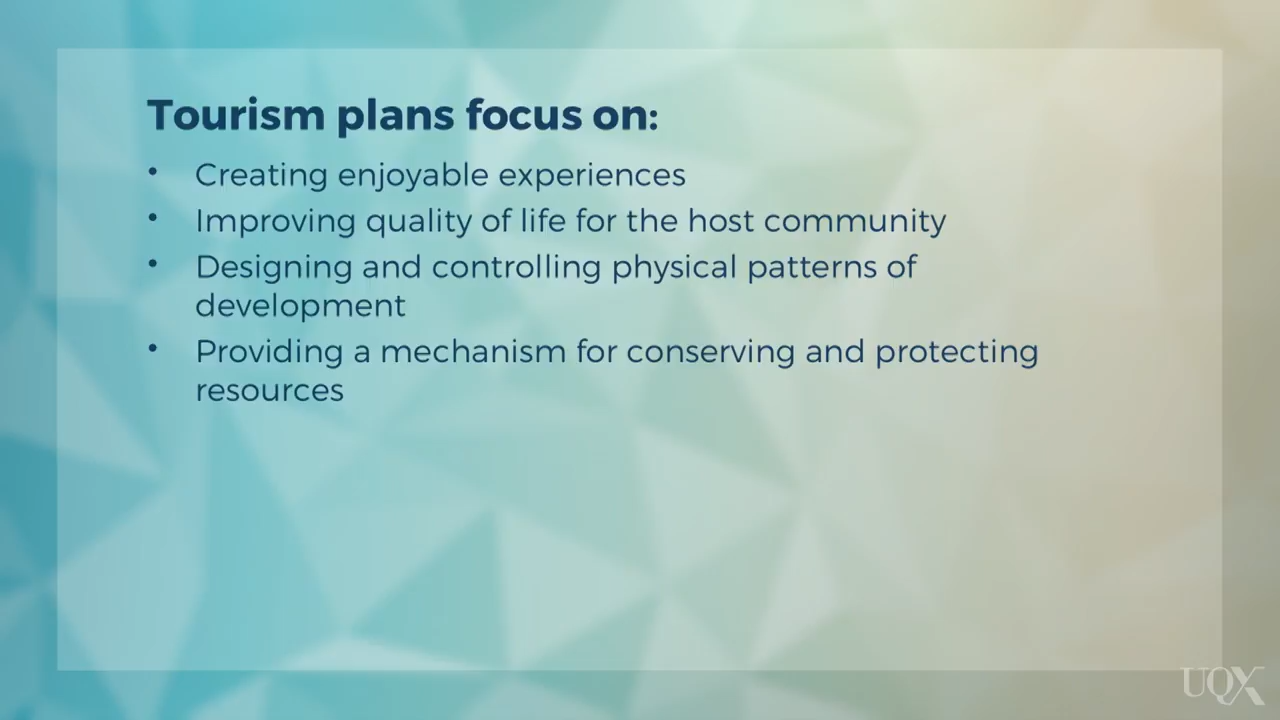 Tourism plans focus on:
• Creating enjoyable experiences
• Improving quality of life for the host community
• Designing and controlling physical patterns of
development
• Providing a mechanism for conserving and protecting
resources
UQX